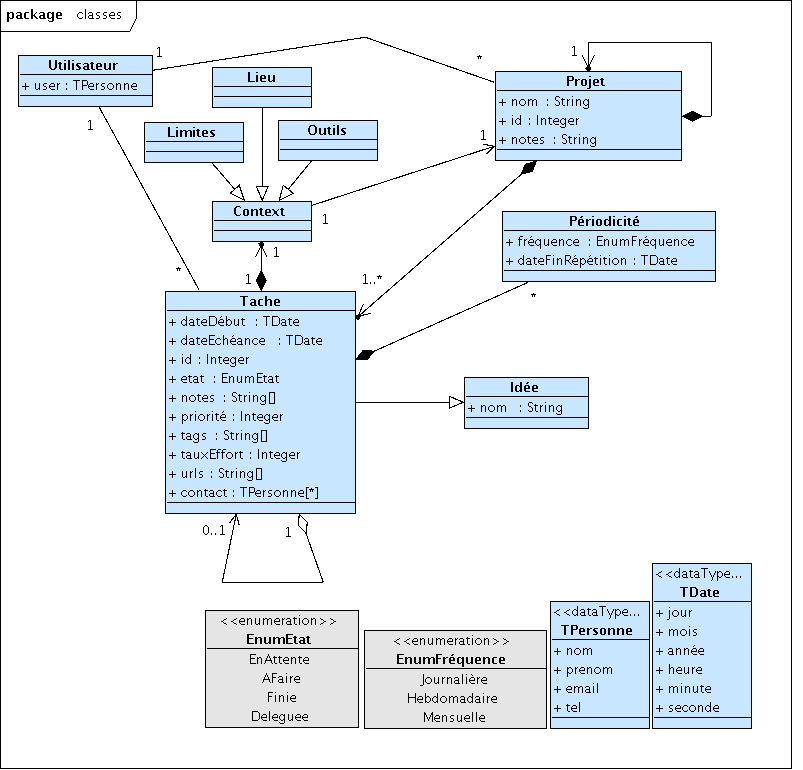 package classes
Utilisateur
+ user : TPersonne
1
*
Lieu
Limites
Outils
Context
1
Projet
+ nom : String
+ id : Integer
+ notes : String
1
1
1
*
1
1
1..*
Périodicité
+ fréquence : EnumFréquence
+ dateFinRépétition : TDate
*
Tache
+ dateDébut : TDate
+ dateEchéance : TDate
+ id : Integer
+ etat : EnumEtat
+ notes : String[]
+ priorité : Integer
+ tags : String[]
+ tauxEffort : Integer
+ urls : String[]
+ contact : TPersonne[*]
Idée
+ nom : String
0..1
1
<<enumeration>>
EnumEtat
EnAttente
AFaire
Finie
Deleguee
<<enumeration>>
EnumFréquence
Journalière
Hebdomadaire
Mensuelle
<<dataType...
TPersonne
+ nom
+ prenom
+ email
+ tel
<<dataType...
TDate
+ jour
+ mois
+ année
+ heure
+ minute
+ seconde